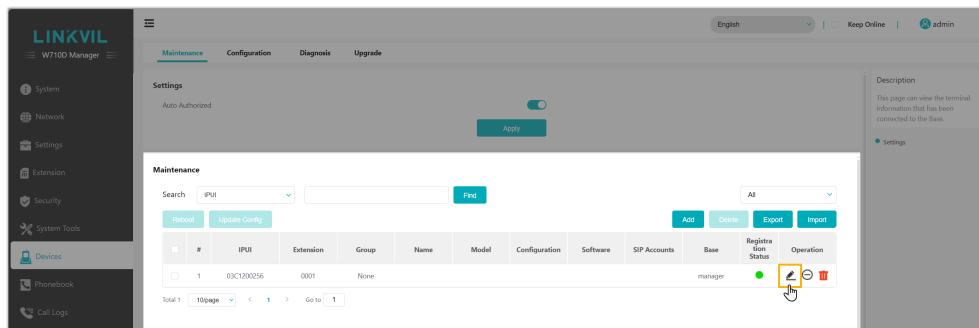 LINKVIL
W710D Manager
System
Network
Settings
Extension
Security
System Tools
Devices
Phonebook
Call Logs
English | Keep Online | admin
Maintenance Configuration Diagnosis Upgrade
Settings
Auto Authorized
Apply
Description
This page can view the terminal
information that has been
connected to the Base.
Settings
Maintenance
Search IPUI Find All
Reboot Update Config Add Delete Export Import
# IPUI Extension Group Name Model Configuration Software SIP Accounts Base Registra
tion
Status Operation
1 03C1200256 0001 None manager
Total 1 10/page < 1 > Go to 1